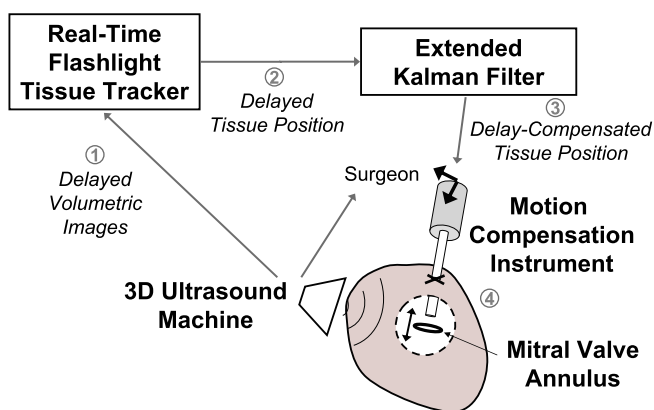 Real-Time
Flashlight
Tissue Tracker
Extended
Kalman Filter
2
Delayed
Tissue Position
3
Delay-Compensated
Tissue Position
1
Delayed
Volumetric
Images
Surgeon
Motion
Compensation
Instrument
3D Ultrasound
Machine
4
Mitral Valve
Annulus